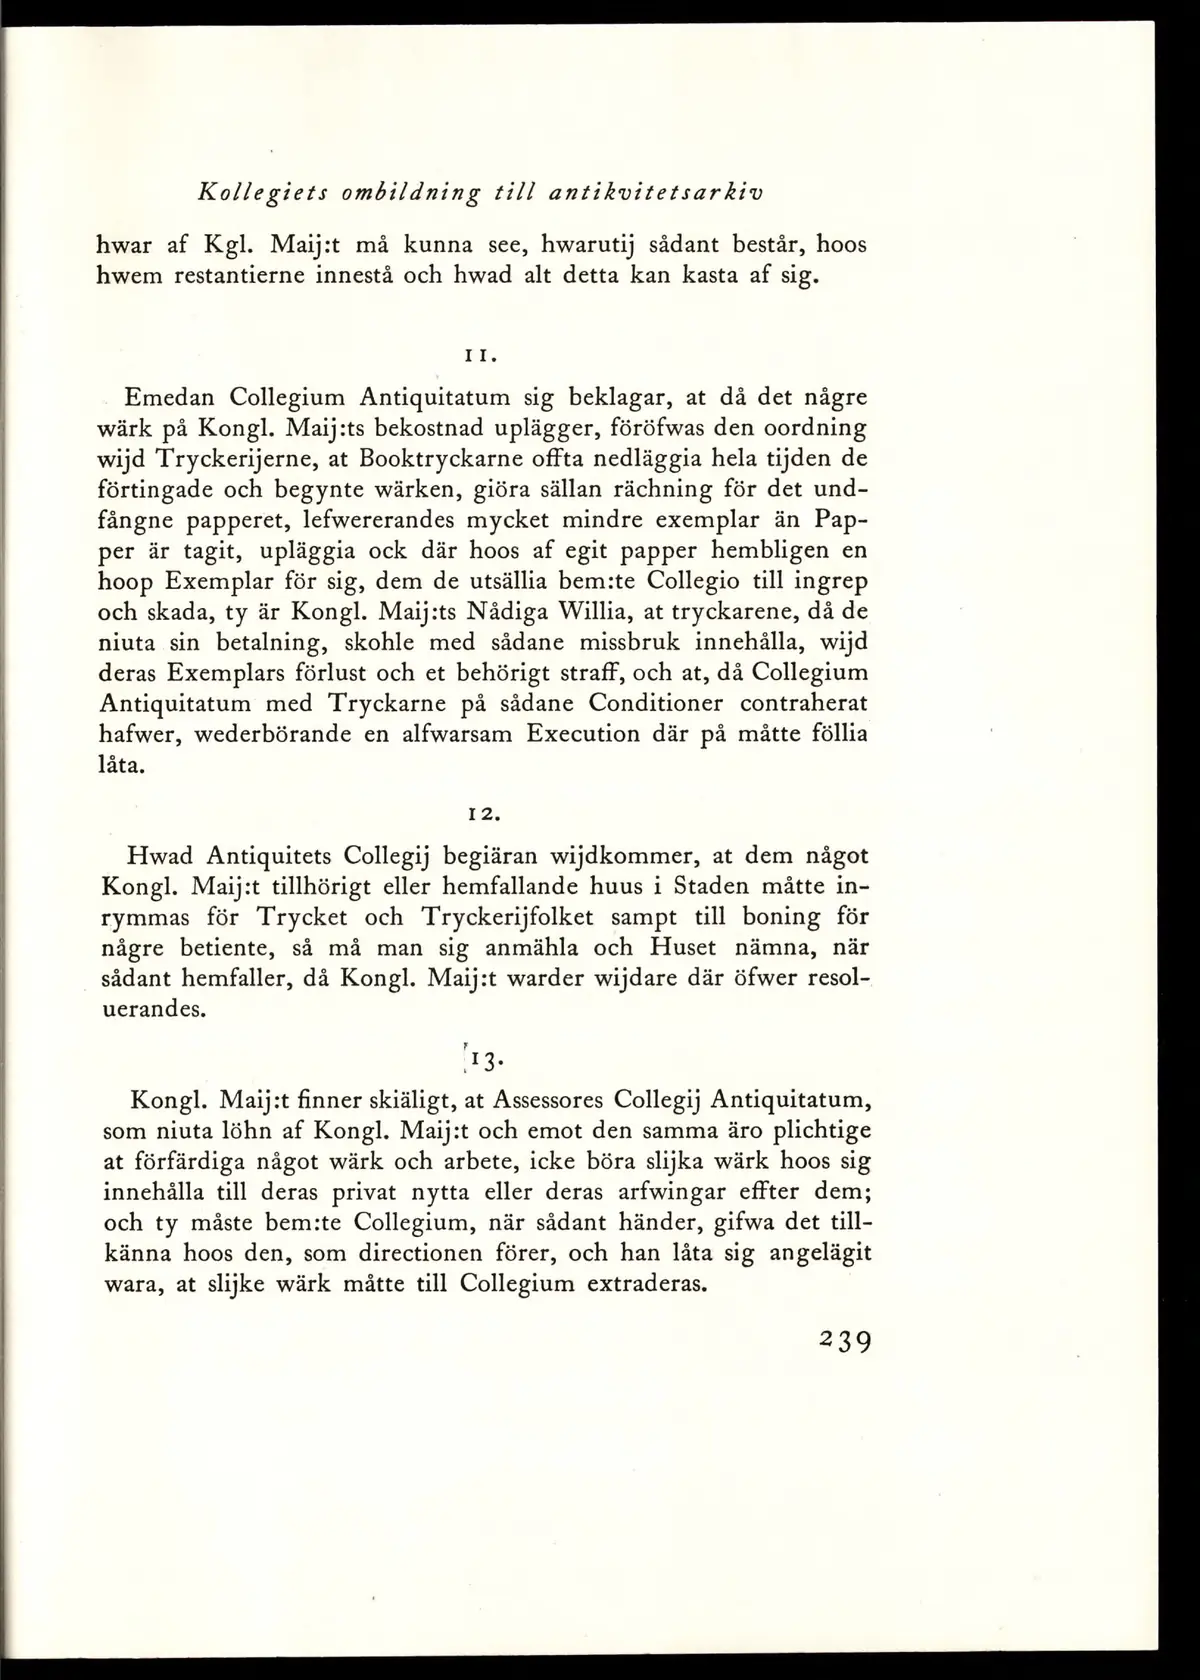 Kollegiets ombildning till antikvitetsarkiv
hwar af Kgl. Maij:t må kunna see, hwarutij sådant består, hoos
hwem restantierne innestå och hwad alt detta kan kasta af sig.
11.
Emedan Collegium Antiquitatum sig beklagar, at då det någre
wärk på Kongl. Maij:ts bekostnad uplägger, föröfwas den oordning
wijd Tryckerijerne, at Booktryckarne offta nedläggia hela tijden de
förtingade och begynte wärken, giöra sällan rächning för det und-
fångne papperet, lefwererandes mycket mindre exemplar än Pap-
per är tagit, upläggia ock där hoos af egit papper hembligen en
hoop Exemplar för sig, dem de utsällia bem:te Collegio till ingrep
och skada, ty är Kongl. Maij:ts Nådiga Willia, at tryckarene, då de
niuta sin betalning, skohle med sådane missbruk innehålla, wijd
deras Exemplars förlust och et behörigt straff, och at, då Collegium
Antiquitatum med Tryckarne på sådane Conditioner contraherat
hafwer, wederbörande en alfwarsam Execution där på måtte föllia
låta.
12.
Hwad Antiquitets Collegij begiäran wijdkommer, at dem något
Kongl. Maij:t tillhörigt eller hemfallande huus i Staden måtte in-
rymmas för Trycket och Tryckerijfolket sampt till boning för
någre betiente, så må man sig anmähla och Huset nämna, när
sådant hemfaller, då Kongl. Maij:t warder wijdare där öfwer resol-
uerandes.
13.
Kongl. Maij:t finner skiäligt, at Assessores Collegij Antiquitatum,
som niuta löhn af Kongl. Maij:t och emot den samma äro plichtige
at förfärdiga något wärk och arbete, icke böra slijka wärk hoos sig
innehålla till deras privat nytta eller deras arfwingar effter dem;
och ty måste bem:te Collegium, när sådant händer, gifwa det till-
känna hoos den, som directionen förer, och han låta sig angelägit
wara, at slijke wärk måtte till Collegium extraderas.
239